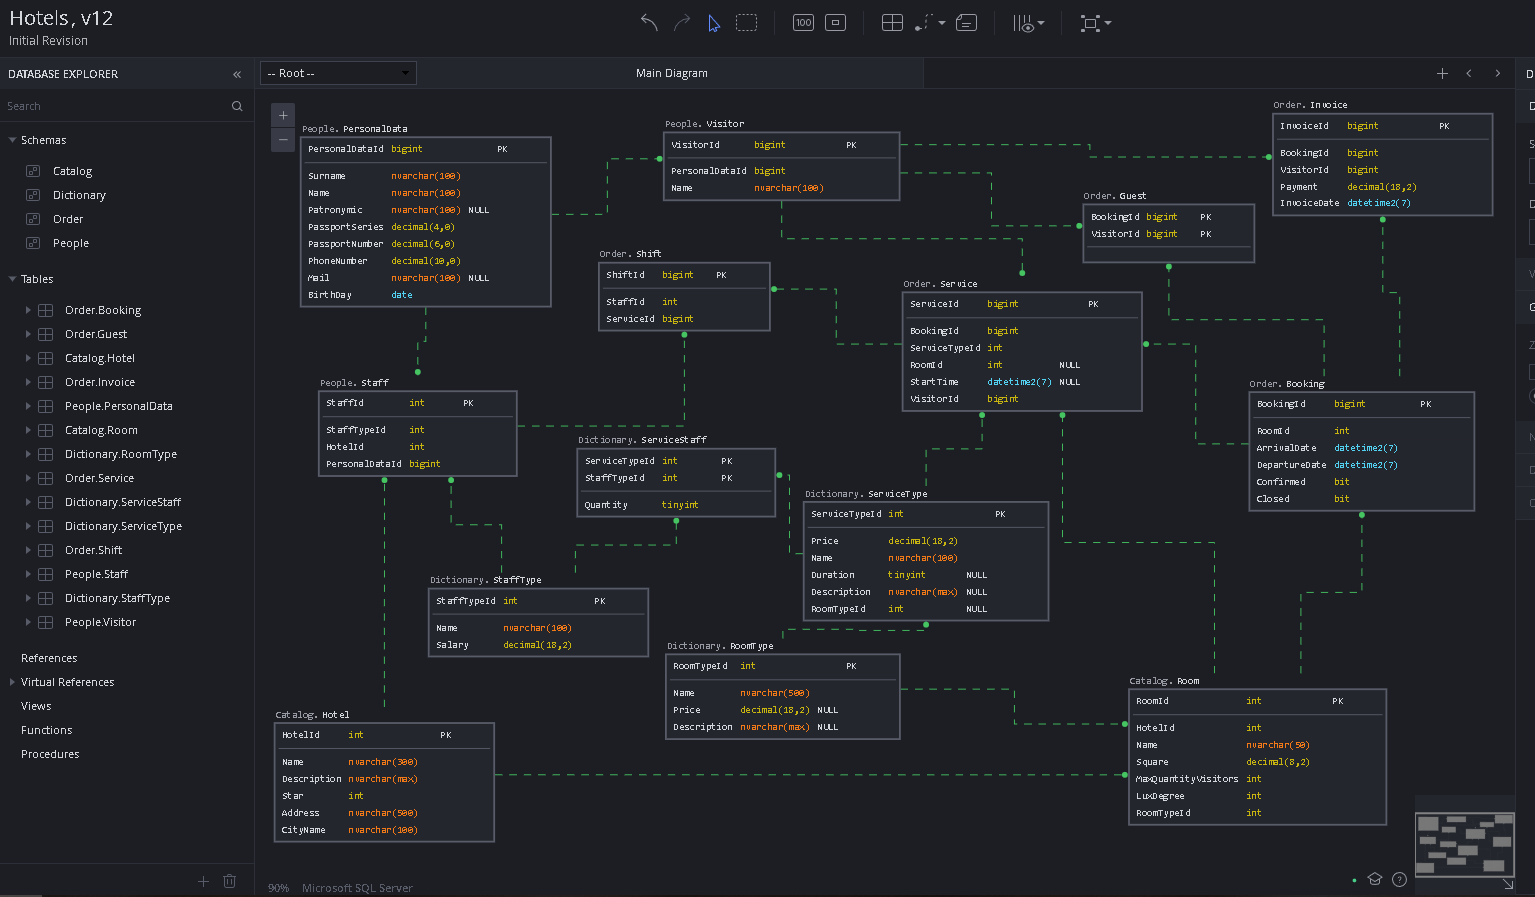 Hotels, v12
Initial Revision
100
DATABASE EXPLORER «
-- Root --
Main Diagram
Search
Schemas
Catalog
Dictionary
Order
People
Tables
Order.Booking
Order.Guest
Catalog.Hotel
Order.Invoice
People.PersonalData
Catalog.Room
Dictionary.RoomType
Order.Service
Dictionary.ServiceStaff
Dictionary.ServiceType
Order.Shift
People.Staff
Dictionary.StaffType
People.Visitor
References
Virtual References
Views
Functions
Procedures
People. PersonalData
PersonalDataId bigint PK
Surname nvarchar(100)
Name nvarchar(100)
Patronymic nvarchar(100) NULL
PassportSeries decimal(4,0)
PassportNumber decimal(6,0)
PhoneNumber decimal(10,0)
Mail nvarchar(100) NULL
BirthDay date
People. Visitor
VisitorId bigint PK
PersonalDataId bigint
Name nvarchar(100)
Order. Invoice
InvoiceId bigint PK
BookingId bigint
VisitorId bigint
Payment decimal(18,2)
InvoiceDate datetime2(7)
Order. Guest
BookingId bigint PK
VisitorId bigint PK
Order. Shift
ShiftId bigint PK
StaffId int
ServiceId bigint
Order. Service
ServiceId bigint PK
BookingId bigint
ServiceTypeId int
RoomId int NULL
StartTime datetime2(7) NULL
VisitorId bigint
People. Staff
StaffId int PK
StaffTypeId int
HotelId int
PersonalDataId bigint
Order. Booking
BookingId bigint PK
RoomId int
ArrivalDate datetime2(7)
DepartureDate datetime2(7)
Confirmed bit
Closed bit
Dictionary. ServiceStaff
ServiceTypeId int PK
StaffTypeId int PK
Quantity tinyint
Dictionary. ServiceType
ServiceTypeId int PK
Price decimal(18,2)
Name nvarchar(100)
Duration tinyint NULL
Description nvarchar(max) NULL
RoomTypeId int NULL
Dictionary. StaffType
StaffTypeId int PK
Name nvarchar(100)
Salary decimal(18,2)
Dictionary. RoomType
RoomTypeId int PK
Name nvarchar(500)
Price decimal(18,2) NULL
Description nvarchar(max) NULL
Catalog. Room
RoomId int PK
HotelId int
Name nvarchar(50)
Square decimal(8,2)
MaxQuantityVisitors int
LuxDegree int
RoomTypeId int
Catalog. Hotel
HotelId int PK
Name nvarchar(300)
Description nvarchar(max)
Star int
Address nvarchar(500)
CityName nvarchar(100)
90% Microsoft SQL Server